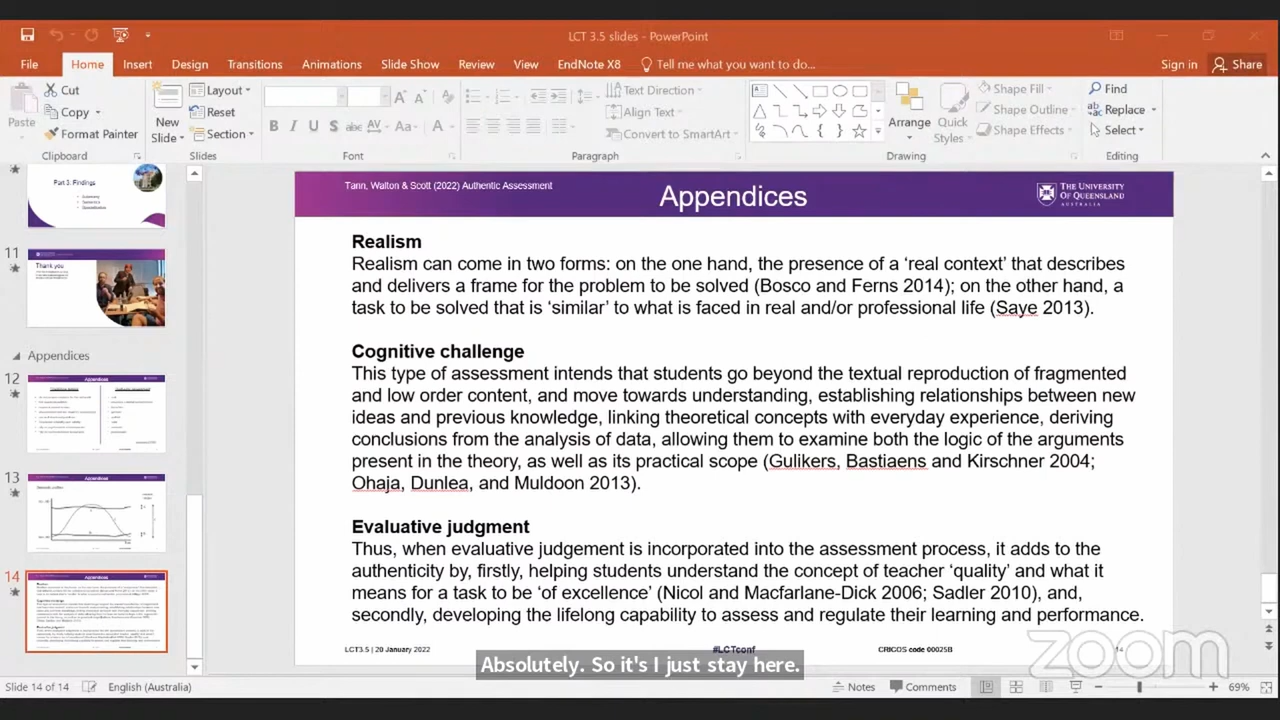 LCT 3.5 slides - PowerPoint
File Home Insert Design Transitions Animations Slide Show Review View EndNote X8 Tell me what you want to do... Sign in Share
Paste
Cut
Copy
Format Painter
Clipboard
New
Slide
Layout
Reset
Section
Slides
B I U S abc AV Aa A
Font
Text Direction
Align Text
Convert to SmartArt
Paragraph
Arrange
Quick
Styles
Shape Fill
Shape Outline
Shape Effects
Drawing
Find
Replace
Select
Editing
Part 3: Findings
11
Thank you
Appendices
12
Appendices
13
Appendices
14
Appendices
Tann, Walton & Scott (2022) Authentic Assessment
Appendices
THE UNIVERSITY
OF QUEENSLAND
AUSTRALIA
Realism
Realism can come in two forms: on the one hand, the presence of a ‘real context’ that describes
and delivers a frame for the problem to be solved (Bosco and Ferns 2014); on the other hand, a
task to be solved that is ‘similar’ to what is faced in real and/or professional life (Saye 2013).
Cognitive challenge
This type of assessment intends that students go beyond the textual reproduction of fragmented
and low order content, and move towards understanding, establishing relationships between new
ideas and previous knowledge, linking theoretical concepts with everyday experience, deriving
conclusions from the analysis of data, allowing them to examine both the logic of the arguments
present in the theory, as well as its practical scope (Gulikers, Bastiaens and Kirschner 2004;
Ohaja, Dunlea, and Muldoon 2013).
Evaluative judgment
Thus, when evaluative judgement is incorporated into the assessment process, it adds to the
authenticity by, firstly, helping students understand the concept of teacher ‘quality’ and what it
means for a task to be ‘of excellence’ (Nicol and Macfarlane-Dick 2006; Sadler 2010), and,
secondly, developing the lifelong capability to assess and regulate their learning and performance.
LCT3.5 | 20 January 2022 #LCTconf CRICOS code 00025B 14
Absolutely. So it's I just stay here.
zoom
Slide 14 of 14 English (Australia) Notes Comments 69%